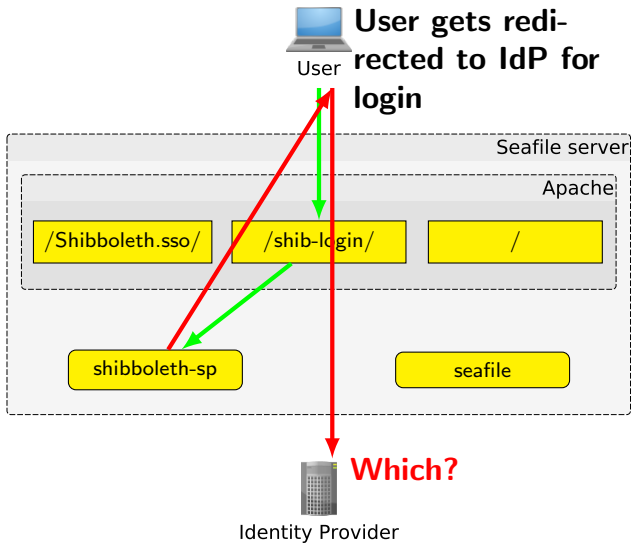 User gets redi-
rected to IdP for
login
User
Seafile server
Apache
/Shibboleth.sso/
/shib-login/
/
shibboleth-sp
seafile
Which?
Identity Provider